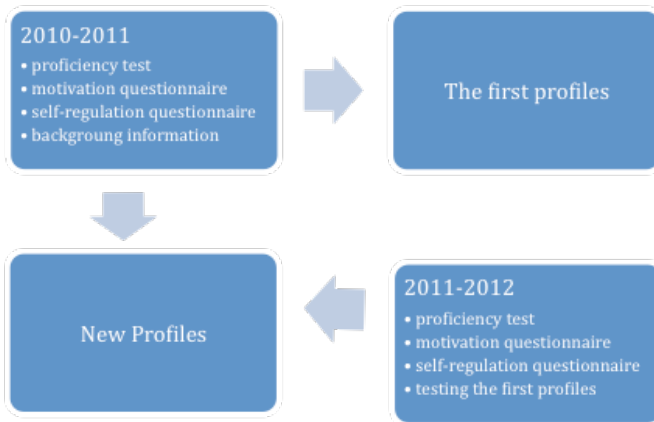 2010-2011
• proficiency test
• motivation questionnaire
• self-regulation questionnaire
• backgroung information
The first profiles
New Profiles
2011-2012
• proficiency test
• motivation questionnaire
• self-regulation questionnaire
• testing the first profiles